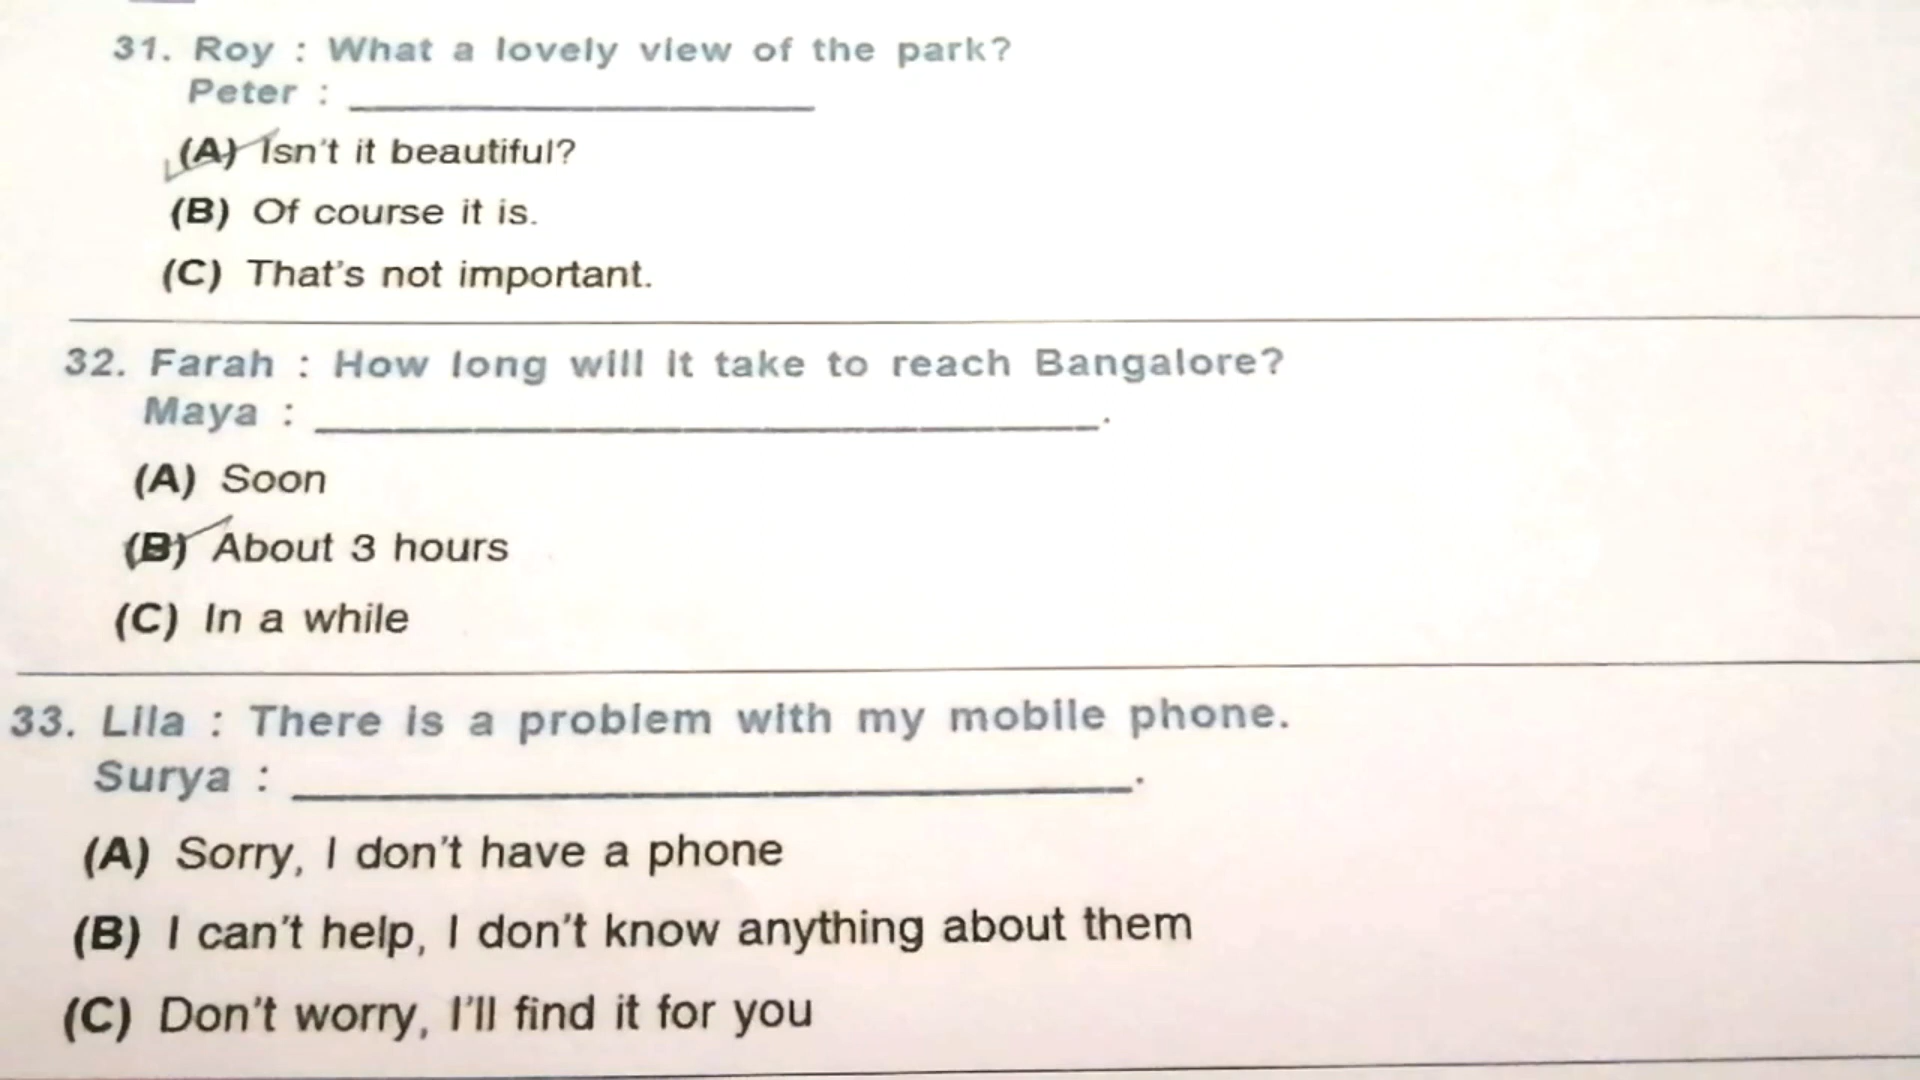 31. Roy : What a lovely view of the park?
Peter : ____________________
(A) Isn't it beautiful?
(B) Of course it is.
(C) That's not important.
32. Farah : How long will it take to reach Bangalore?
Maya : ____________________.
(A) Soon
(B) About 3 hours
(C) In a while
33. Lila : There is a problem with my mobile phone.
Surya : ____________________.
(A) Sorry, I don't have a phone
(B) I can't help, I don't know anything about them
(C) Don't worry, I'll find it for you